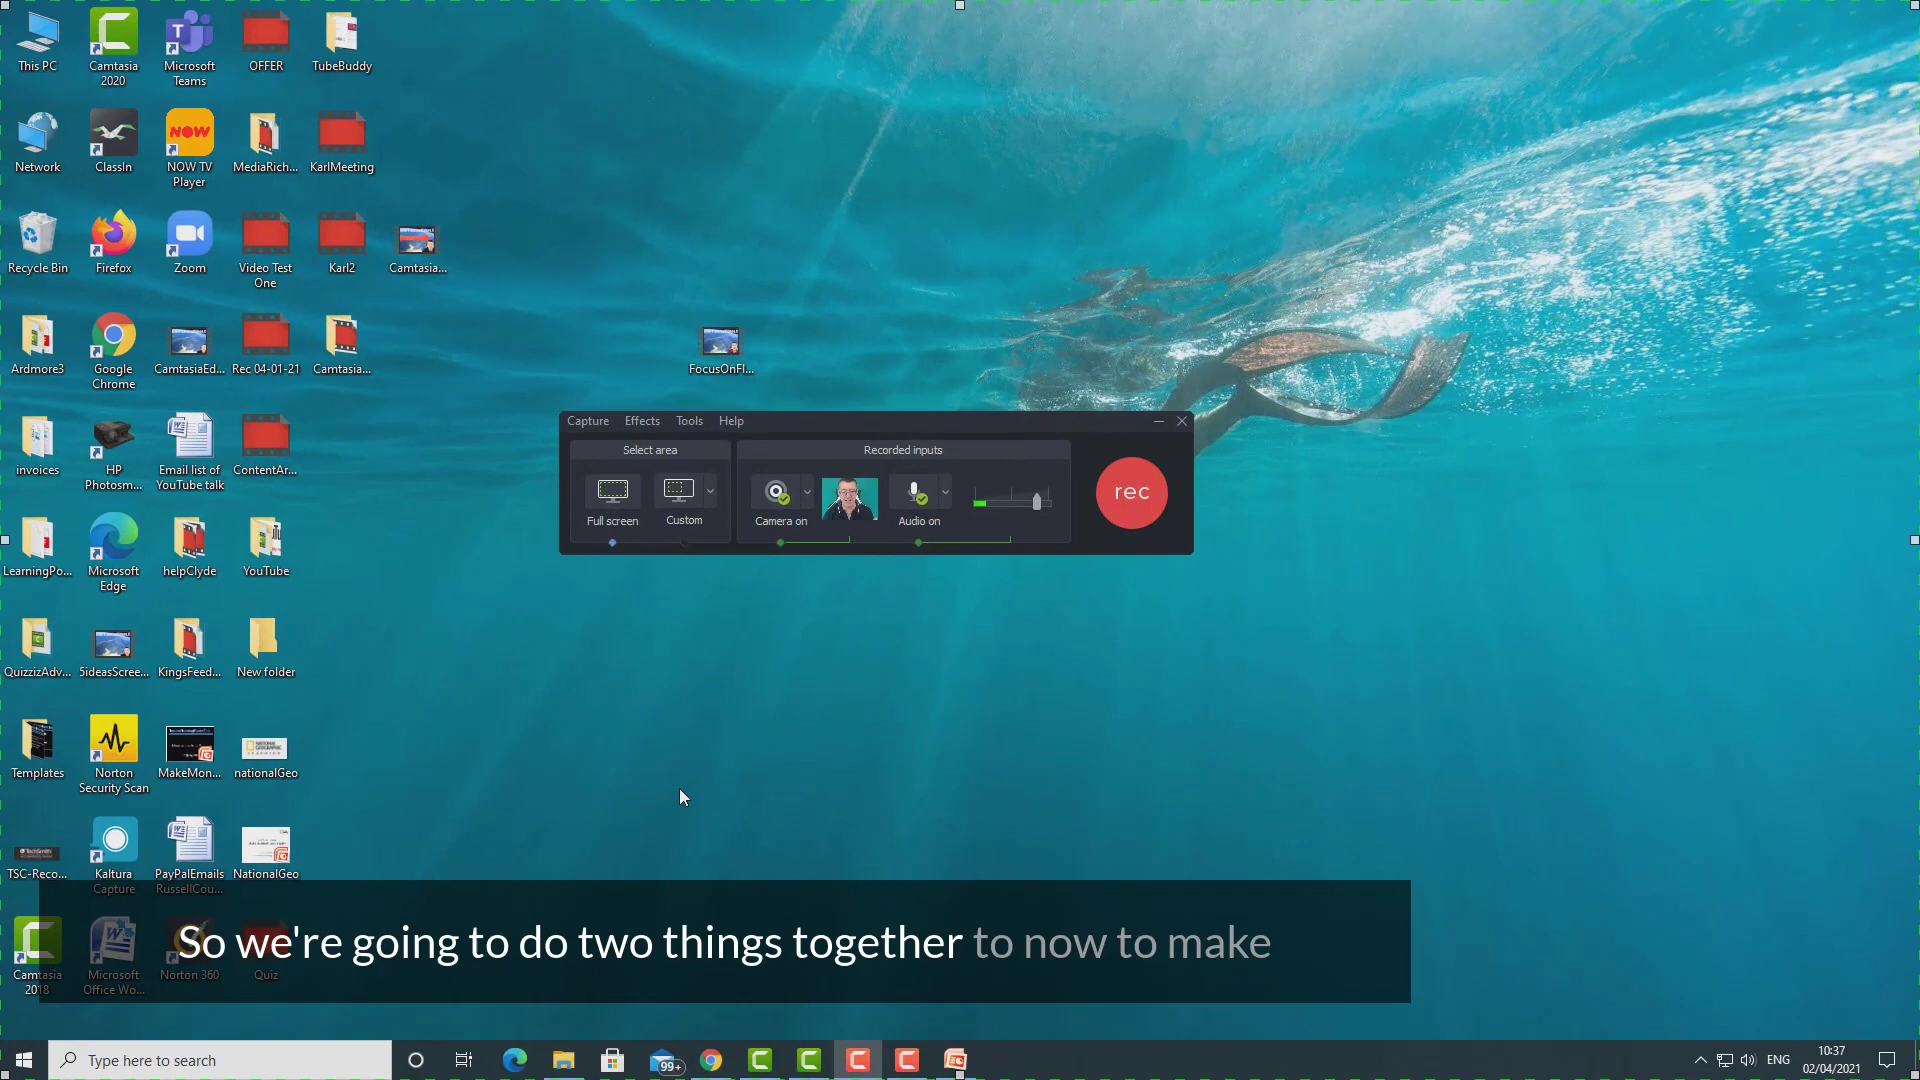 This PC
Camtasia
2020
Microsoft
Teams
OFFER
TubeBuddy
Network
ClassIn
NOW
NOW TV
Player
MediaRich...
KarlMeeting
Recycle Bin
Firefox
Zoom
Video Test
One
Karl2
Camtasia...
Ardmore3
Google
Chrome
CamtasiaEd...
Rec 04-01-21
Camtasia...
FocusOnFl...
invoices
HP
Photosm...
Email list of
YouTube talk
ContentAr...
Capture Effects Tools Help
Select area
Recorded inputs
Full screen
Custom
Camera on
Audio on
rec
LearningPo...
Microsoft
Edge
helpClyde
YouTube
QuizzizAdv...
5ideasScree...
KingsFeed...
New folder
Templates
Norton
Security Scan
MakeMon...
nationalGeo
TSC-Reco...
Kaltura
Capture
PayPalEmails
RussellCou...
NationalGeo
Camtasia
2018
Microsoft
Office Wo...
Norton 360
Quiz
So we're going to do two things together to now to make
Type here to search
99+
ENG
10:37
02/04/2021